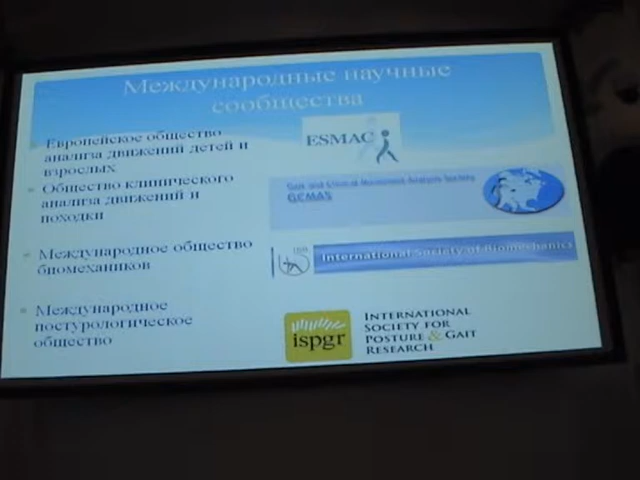 Международные научные
сообщества
Европейское общество
анализа движений детей и
взрослых
Общество клинического
анализа движений и
походки
Международное общество
биомехаников
Международное
постурологическое
общество
ESMAC
Gait and Clinical Movement Analysis Society
GCMAS
International Society of Biomechanics
ispgr
INTERNATIONAL
SOCIETY FOR
POSTURE & GAIT
RESEARCH